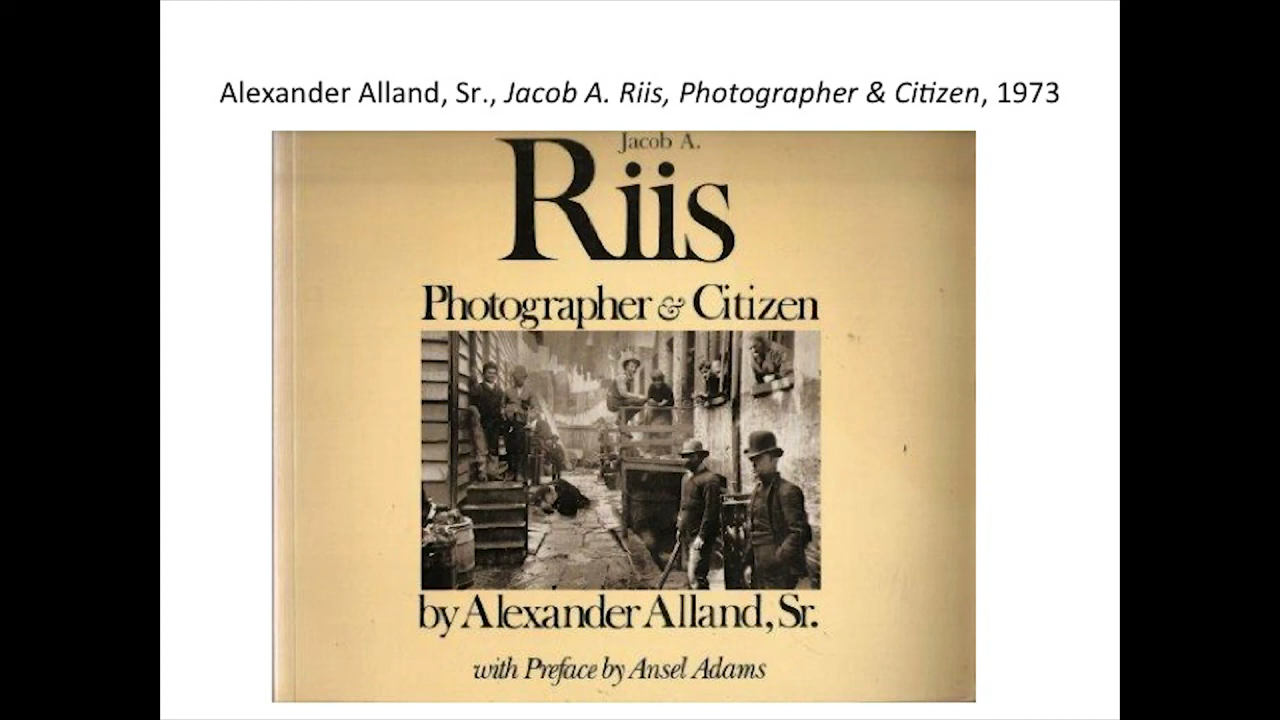 Alexander Alland, Sr., Jacob A. Riis, Photographer & Citizen, 1973
Jacob A.
Riis
Photographer & Citizen
by Alexander Alland, Sr.
with Preface by Ansel Adams